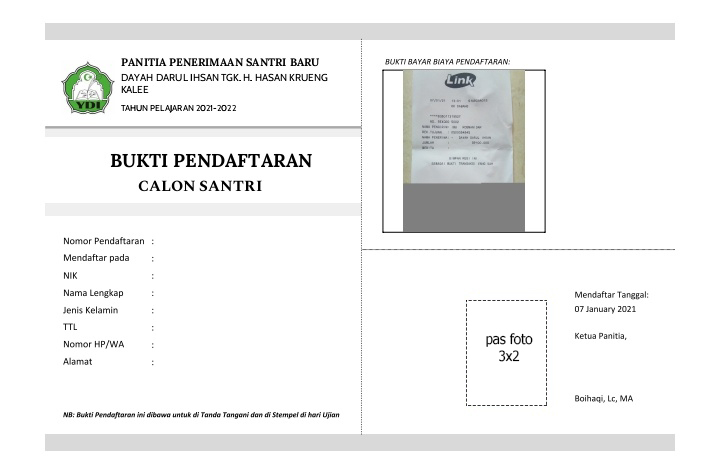 PANITIA PENERIMAAN SANTRI BARU
DAYAH DARUL IHSAN TGK. H. HASAN KRUENG
KALEE
TAHUN PELAJARAN 2021-2022
YDI
BUKTI PENDAFTARAN
CALON SANTRI
Nomor Pendaftaran :
Mendaftar pada :
NIK :
Nama Lengkap :
Jenis Kelamin :
TTL :
Nomor HP/WA :
Alamat :
NB: Bukti Pendaftaran ini dibawa untuk di Tanda Tangani dan di Stempel di hari Ujian
BUKTI BAYAR BIAYA PENDAFTARAN:
Link
pas foto
3x2
Mendaftar Tanggal:
07 January 2021
Ketua Panitia,
Boihaqi, Lc, MA